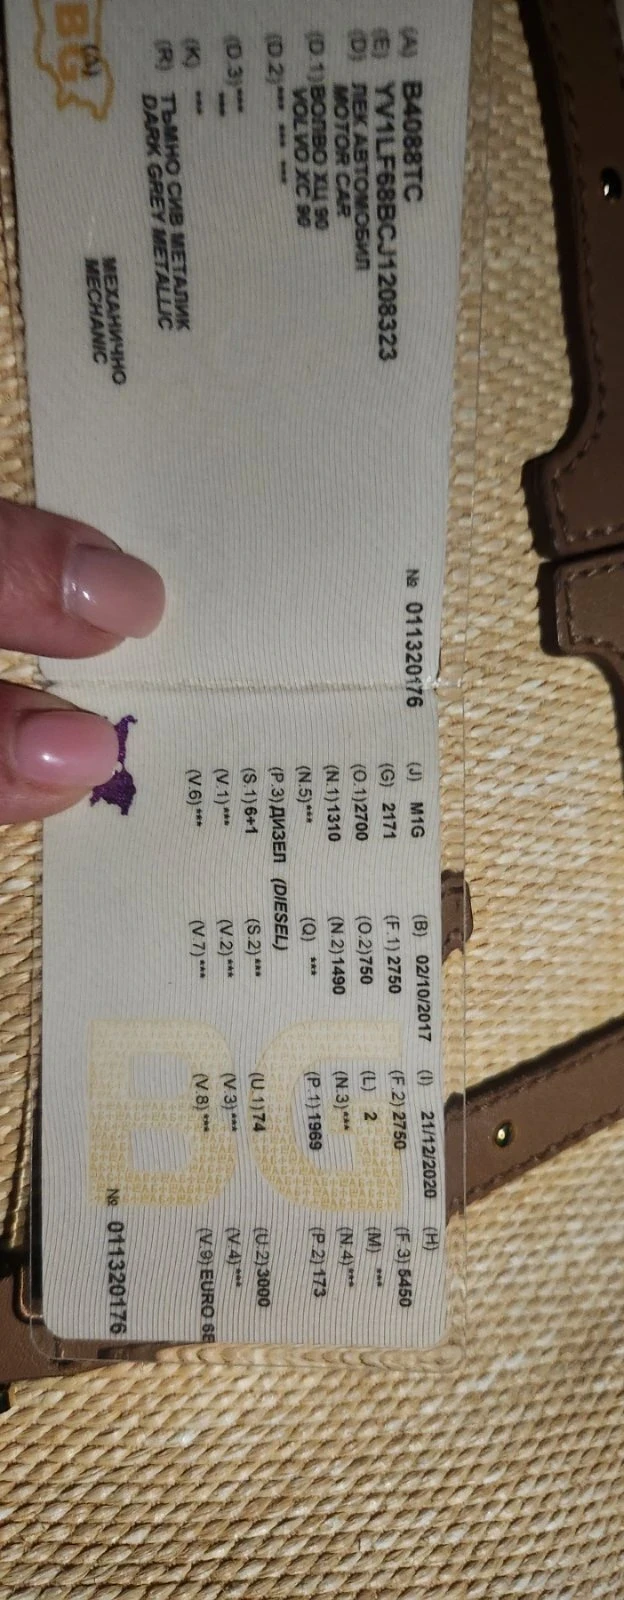 (A) B4088TC
(E) YV1LF68BCJ1208323
(D) ЛЕК АВТОМОБИЛ
MOTOR CAR
(D.1) ВОЛВО ХЦ 90
VOLVO XC 90
(D.2) *** *** ***
(D.3) ***
***
(K) ***
(R) ТЪМНО СИВ МЕТАЛИК
DARK GREY METALLIC
МЕХАНИЧНО
MECHANIC
(A)
BG
№ 011320176
(J) M1G (B) 02/10/2017 (I) 21/12/2020 (H)
(G) 2171 (F.1) 2750 (F.2) 2750 (F.3) 5450
(O.1) 2700 (O.2) 750 (L) 2 (M) ***
(N.1) 1310 (N.2) 1490 (N.3) *** (N.4) ***
(N.5) *** (Q) *** (P.1) 1969 (P.2) 173
(P.3) ДИЗЕЛ (DIESEL)
(S.1) 6+1 (S.2) *** (U.1) 74 (U.2) 3000
(V.1) *** (V.2) *** (V.3) *** (V.4) ***
(V.6) *** (V.7) *** (V.8) *** (V.9) EURO 6B
BG
№ 011320176